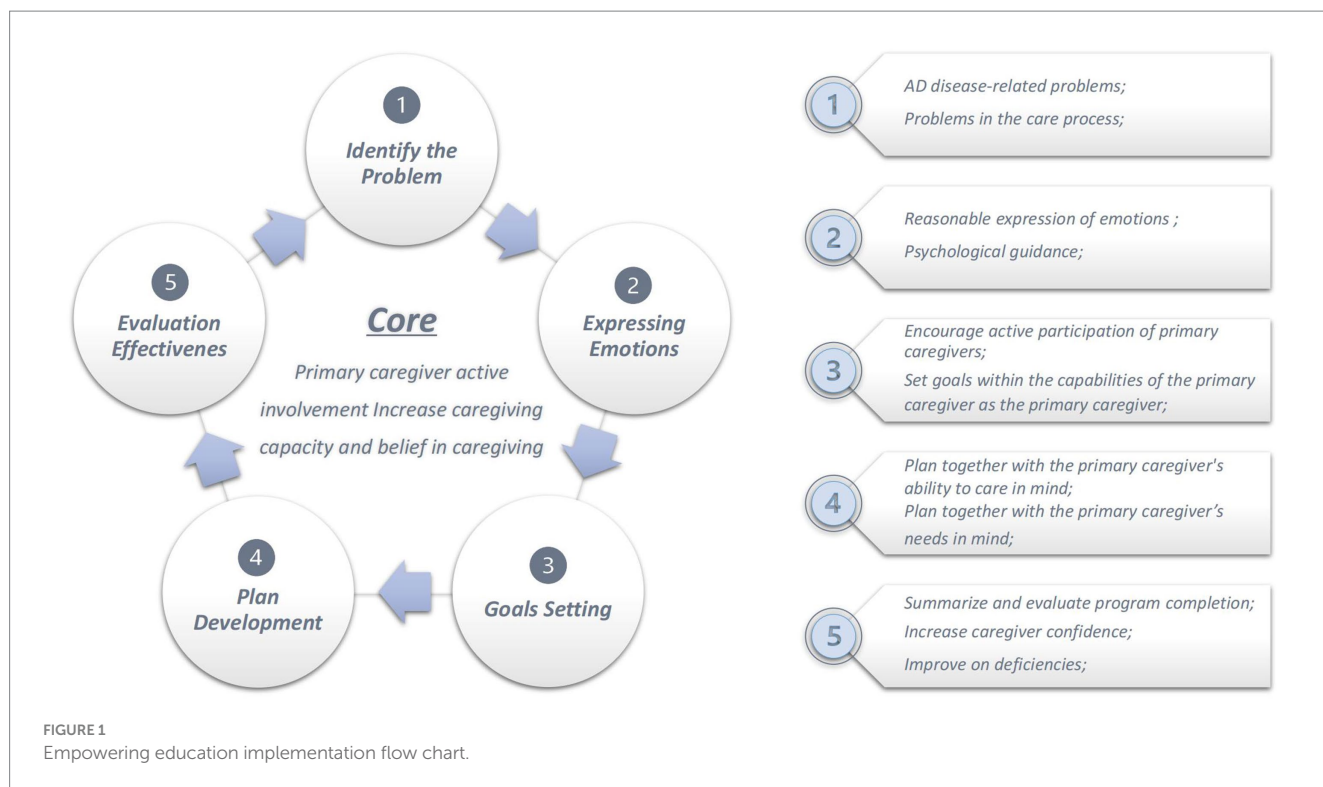 1
Identify the
Problem
2
Expressing
Emotions
3
Goals Setting
4
Plan
Development
5
Evaluation
Effectivenes
Core
Primary caregiver active
involvement Increase caregiving
capacity and belief in caregiving
1
AD disease-related problems;
Problems in the care process;
2
Reasonable expression of emotions ;
Psychological guidance;
3
Encourage active participation of primary
caregivers;
Set goals within the capabilities of the primary
caregiver as the primary caregiver;
4
Plan together with the primary caregiver's
ability to care in mind;
Plan together with the primary caregiver’s
needs in mind;
5
Summarize and evaluate program completion;
Increase caregiver confidence;
Improve on deficiencies;
FIGURE 1
Empowering education implementation flow chart.